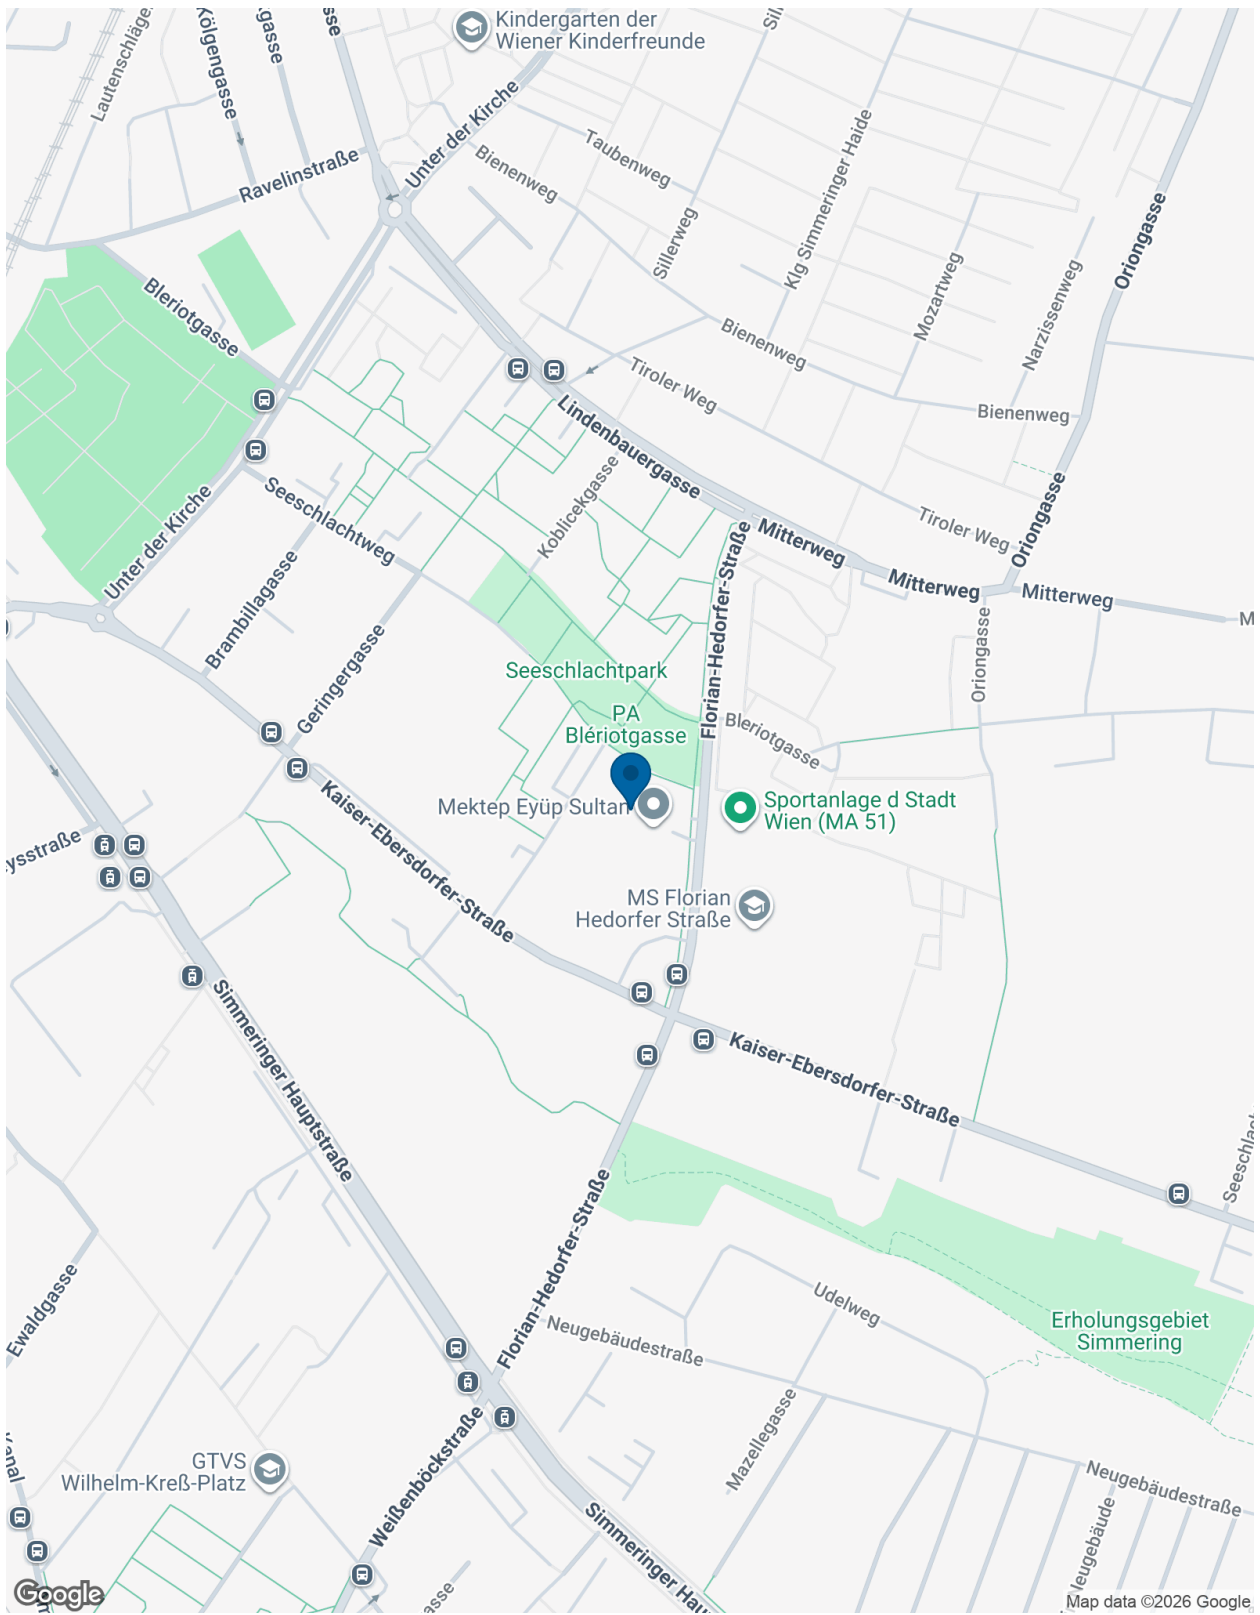 Kindergarten der
Wiener Kinderfreunde
Lautenschläger
Kölgengasse
Unter der Kirche
Ravelinstraße
Bienenweg
Taubenweg
Sillerweg
Klg Simmeringer Haide
Mozartweg
Narzissenweg
Oriongasse
Bleriotgasse
Bienenweg
Tiroler Weg
Bienenweg
Lindenbauergasse
Koblicekgasse
Seeschlachtweg
Unter der Kirche
Brambillagasse
Geringergasse
Tiroler Weg
Oriongasse
Mitterweg
Mitterweg
Mitterweg
Florian-Hedorfer-Straße
Oriongasse
Seeschlachtpark
PA
Blériotgasse
Bleriotgasse
Mektep Eyüp Sultan
Sportanlage d Stadt
Wien (MA 51)
Kaiser-Ebersdorfer-Straße
MS Florian
Hedorfer Straße
Simmeringer Hauptstraße
Kaiser-Ebersdorfer-Straße
Florian-Hedorfer-Straße
Ewaldgasse
Neugebäudestraße
Udelweg
Erholungsgebiet
Simmering
Mazellegasse
GTVS
Wilhelm-Kreß-Platz
Weißenböckstraße
Neugebäudestraße
Neugebäude
Simmeringer Hau
Google
Map data ©2026 Google